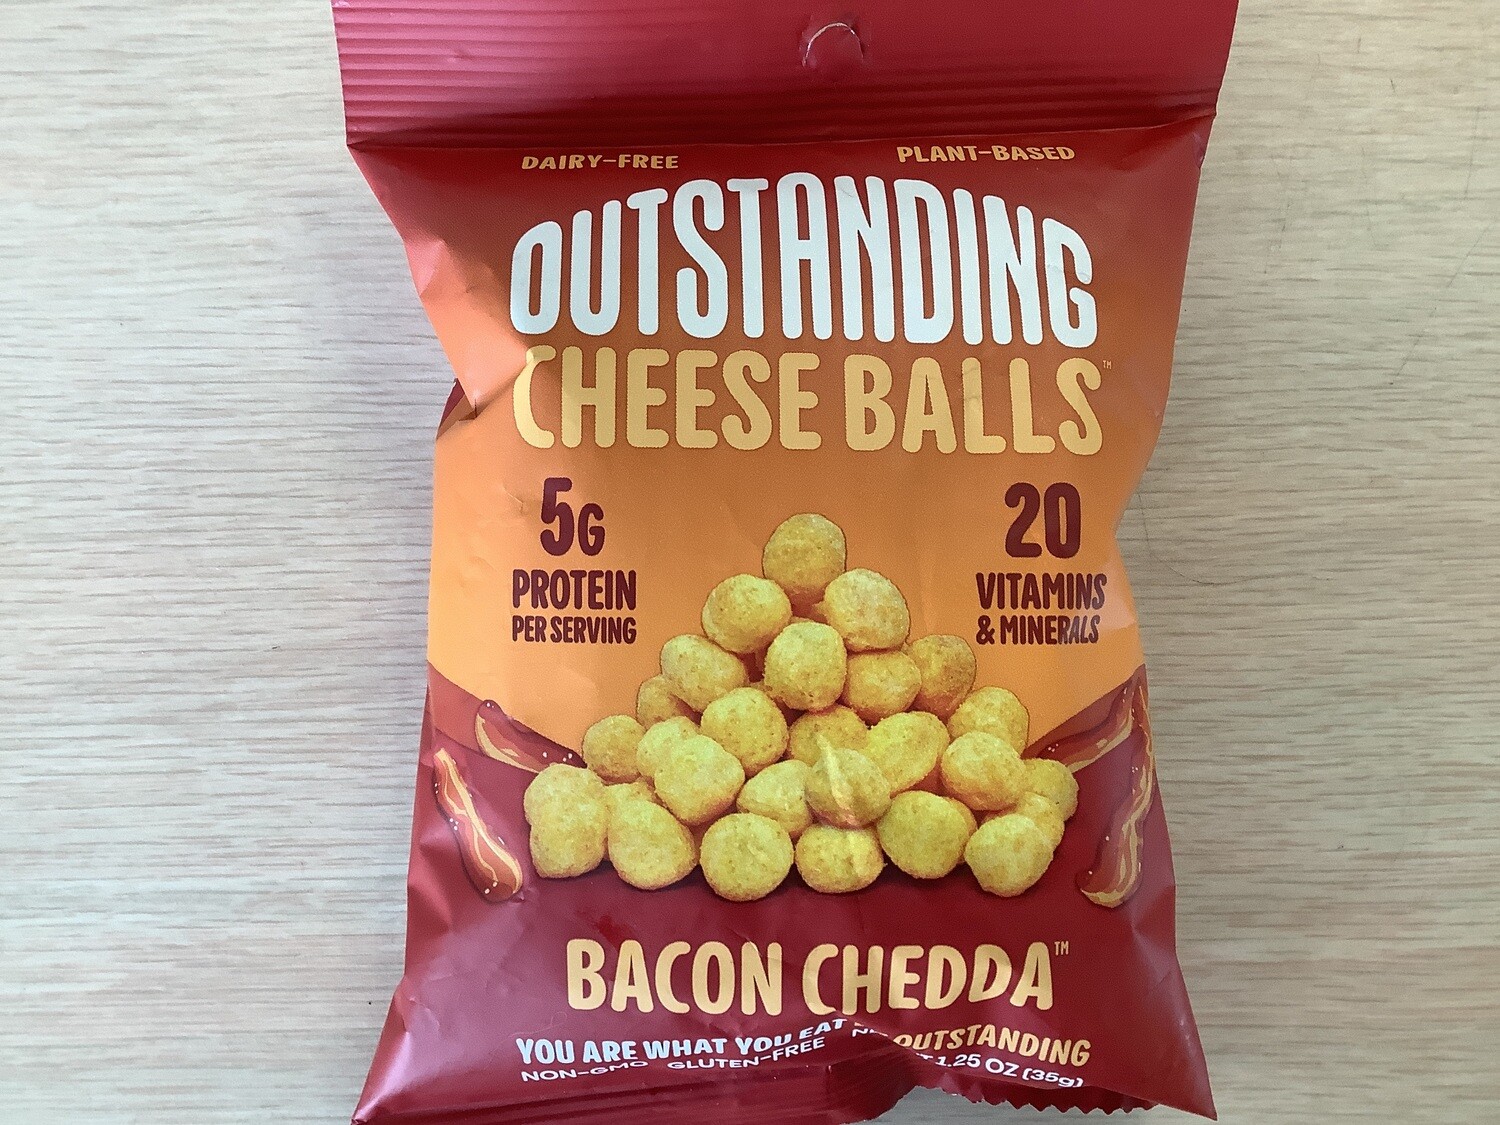 DAIRY-FREE PLANT-BASED
OUTSTANDING
CHEESE BALLS™
5G
PROTEIN
PER SERVING
20
VITAMINS
& MINERALS
BACON CHEDDA™
YOU ARE WHAT YOU EAT OUTSTANDING
NON-GMO GLUTEN-FREE 1.25 OZ (35g)